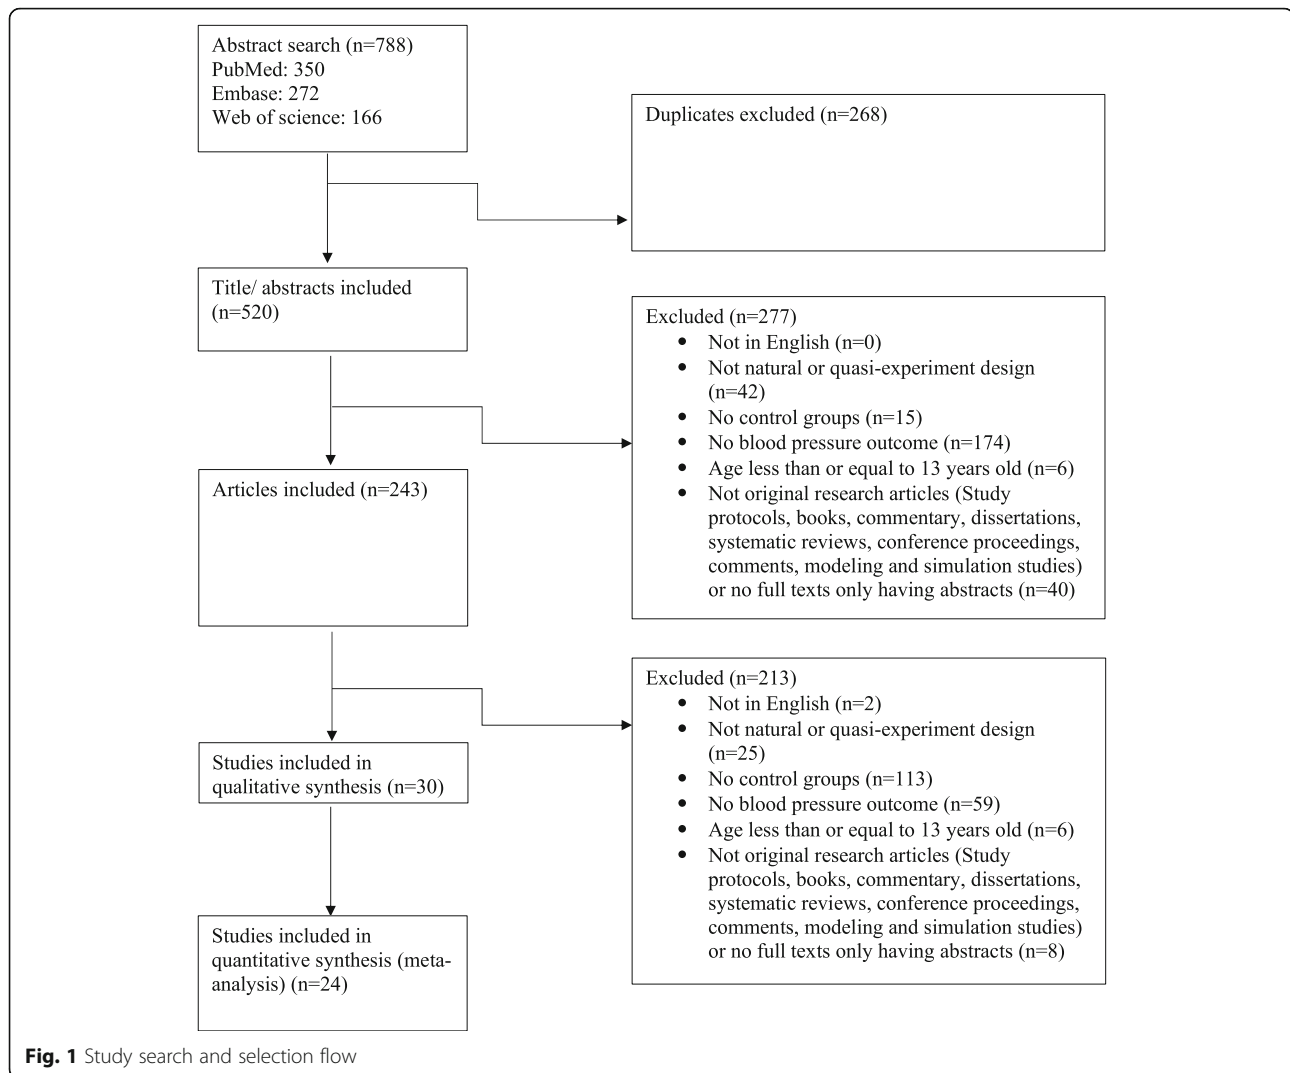 Abstract search (n=788)
PubMed: 350
Embase: 272
Web of science: 166
Duplicates excluded (n=268)
Title/ abstracts included
(n=520)
Excluded (n=277)
• Not in English (n=0)
• Not natural or quasi-experiment design
(n=42)
• No control groups (n=15)
• No blood pressure outcome (n=174)
• Age less than or equal to 13 years old (n=6)
• Not original research articles (Study
protocols, books, commentary, dissertations,
systematic reviews, conference proceedings,
comments, modeling and simulation studies)
or no full texts only having abstracts (n=40)
Articles included (n=243)
Excluded (n=213)
• Not in English (n=2)
• Not natural or quasi-experiment design
(n=25)
• No control groups (n=113)
• No blood pressure outcome (n=59)
• Age less than or equal to 13 years old (n=6)
• Not original research articles (Study
protocols, books, commentary, dissertations,
systematic reviews, conference proceedings,
comments, modeling and simulation studies)
or no full texts only having abstracts (n=8)
Studies included in
qualitative synthesis (n=30)
Studies included in
quantitative synthesis (meta-
analysis) (n=24)
Fig. 1 Study search and selection flow